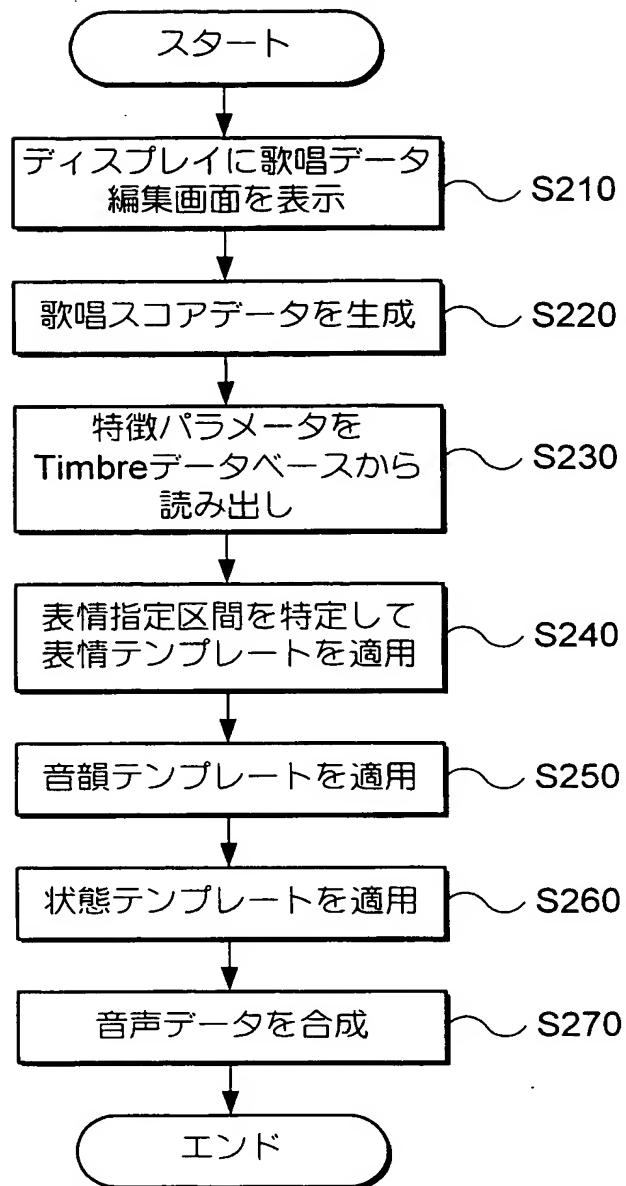 スタート
ディスプレイに歌唱データ
編集画面を表示
S210
歌唱スコアデータを生成
S220
特徴パラメータを
Timbreデータベースから
読み出し
S230
表情指定区間を特定して
表情テンプレートを適用
S240
音韻テンプレートを適用
S250
状態テンプレートを適用
S260
音声データを合成
S270
エンド